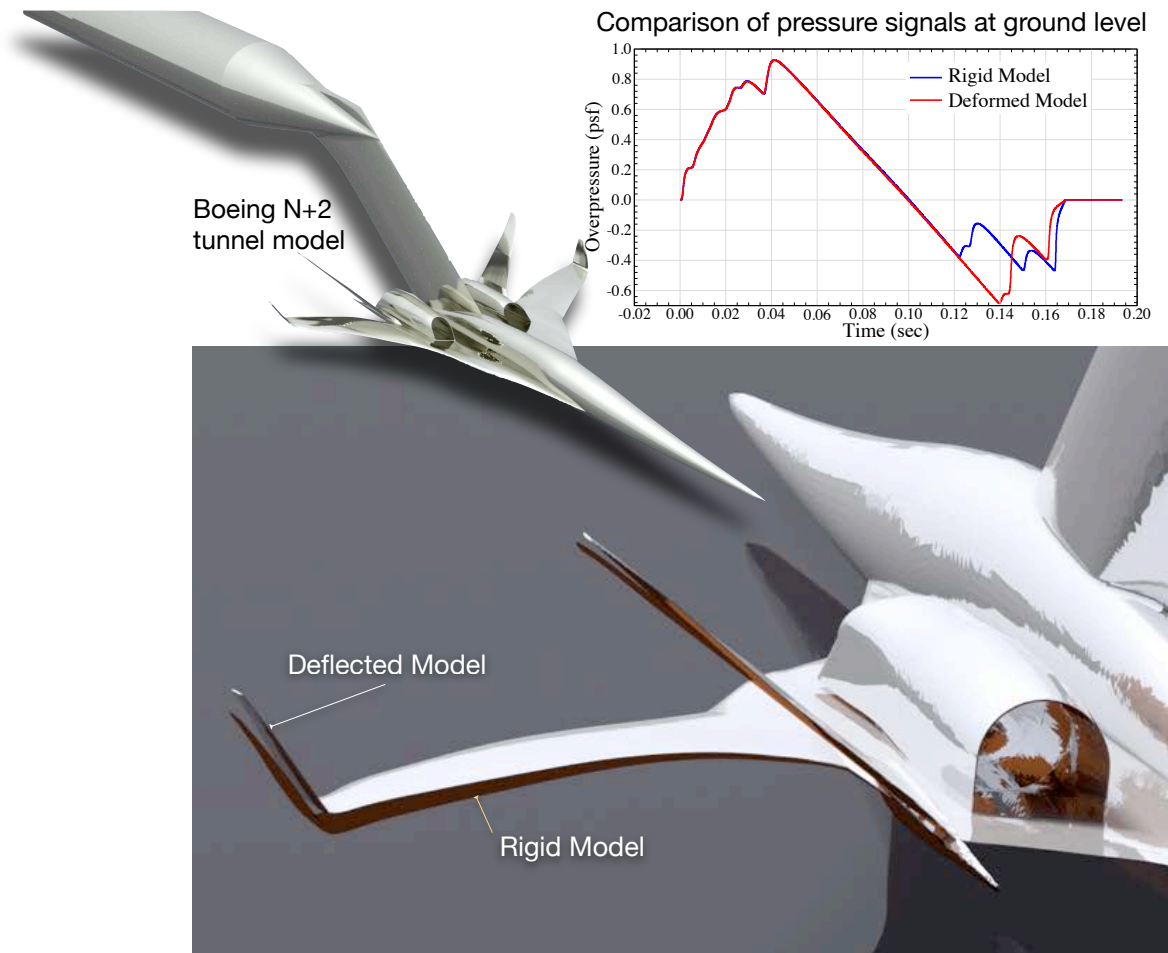 Comparison of pressure signals at ground level
1.0
0.8
0.6
0.4
0.2
0.0
-0.2
-0.4
-0.6
Overpressure (psf)
Rigid Model
Deformed Model
-0.02 0.00 0.02 0.04 0.06 0.08 0.10 0.12 0.14 0.16 0.18 0.20
Time (sec)
Boeing N+2
tunnel model
Deflected Model
Rigid Model